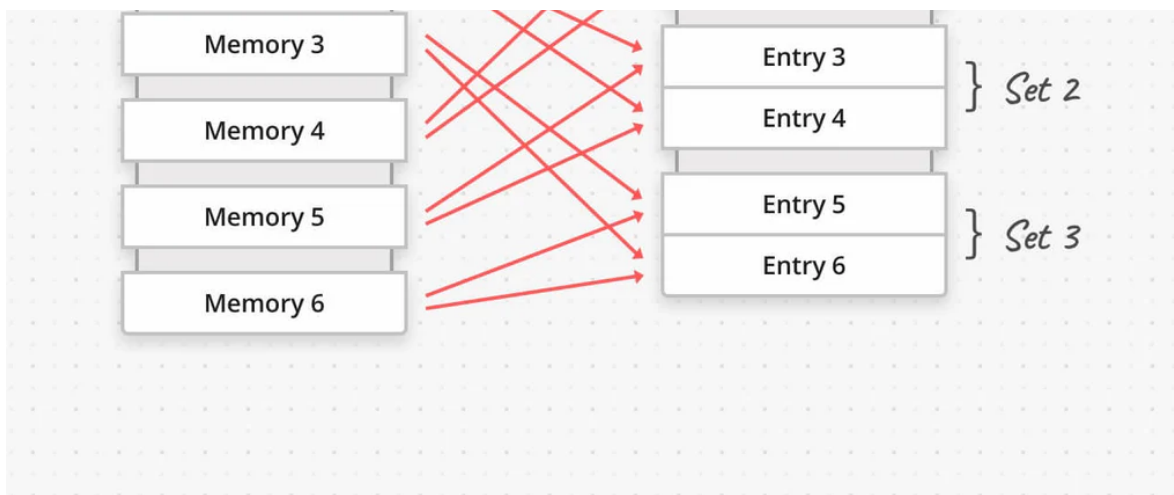 Memory 3
Memory 4
Memory 5
Memory 6
Entry 3
Entry 4
Set 2
Entry 5
Entry 6
Set 3